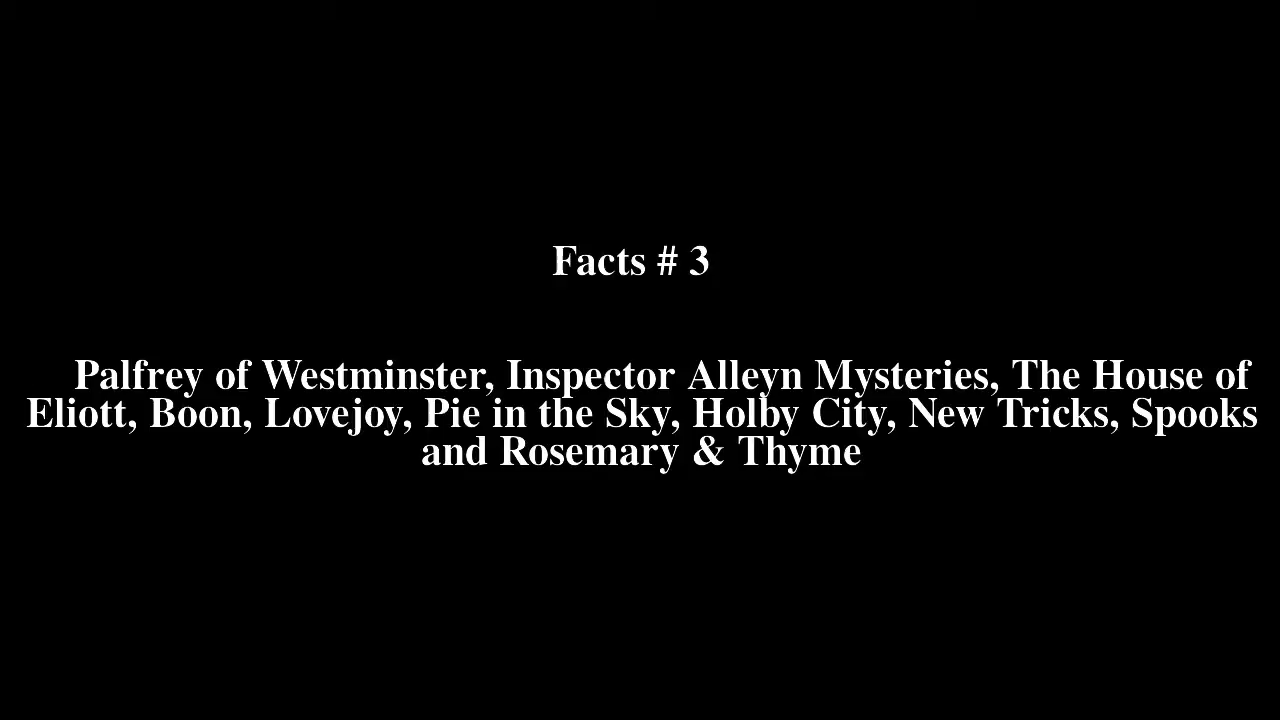 Facts # 3
Palfrey of Westminster, Inspector Alleyn Mysteries, The House of
Eliott, Boon, Lovejoy, Pie in the Sky, Holby City, New Tricks, Spooks
and Rosemary & Thyme